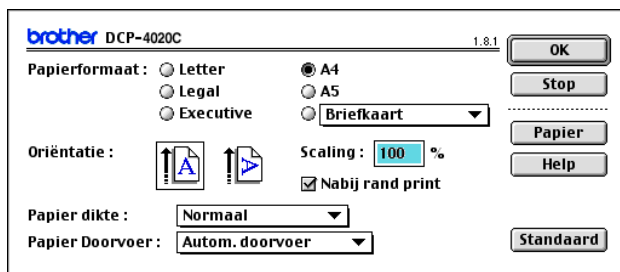 brother DCP-4020C 1.8.1
OK
Papierformaat : Letter A4
Stop
Legal A5
Executive Briefkaart
Papier
Oriëntatie : A A Scaling : 100 %
Help
Nabij rand print
Papier dikte : Normaal
Papier Doorvoer : Autom. doorvoer
Standaard